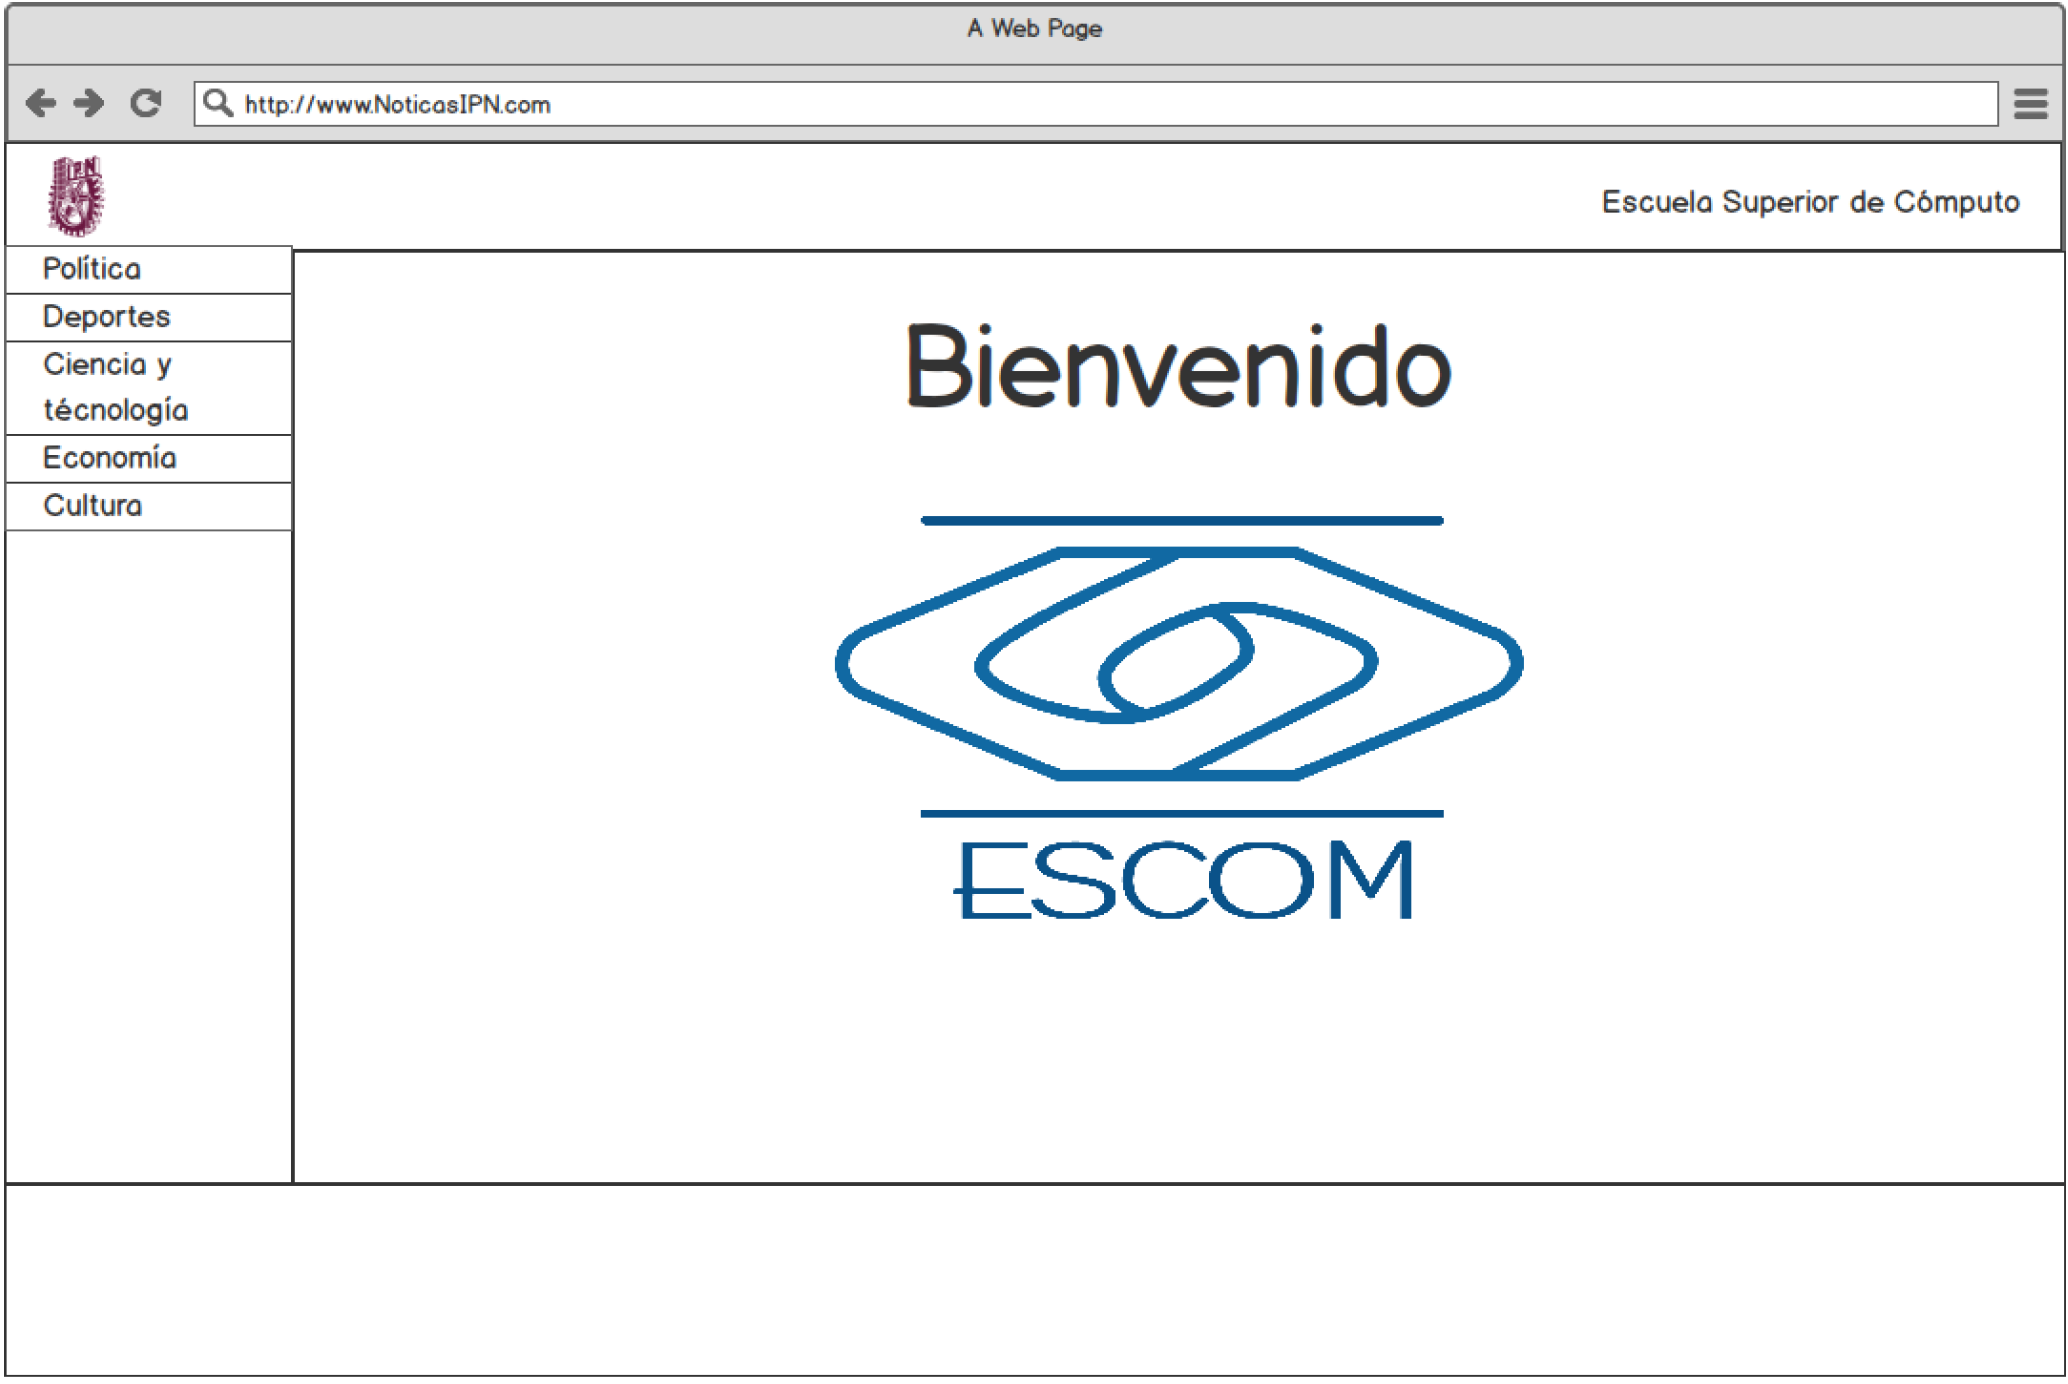 A Web Page
http://www.NoticasIPN.com
IPN
Escuela Superior de Cómputo
Política
Deportes
Ciencia y
técnología
Economía
Cultura
Bienvenido
ESCOM